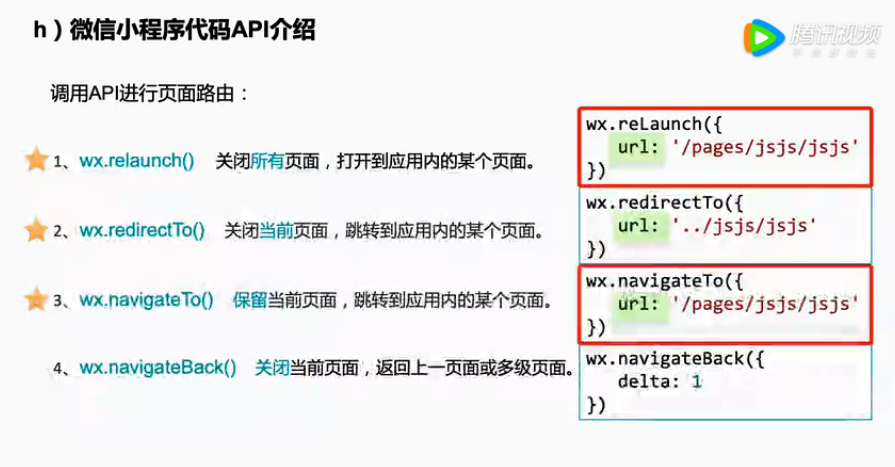 h）微信小程序代码API介绍
腾讯视频
不负好时光
调用API进行页面路由：
1、wx.relaunch() 关闭所有页面，打开到应用内的某个页面。
wx.reLaunch({
url: '/pages/jsjs/jsjs'
})
2、wx.redirectTo() 关闭当前页面，跳转到应用内的某个页面。
wx.redirectTo({
url: '../jsjs/jsjs'
})
3、wx.navigateTo() 保留当前页面，跳转到应用内的某个页面。
wx.navigateTo({
url: '/pages/jsjs/jsjs'
})
4、wx.navigateBack() 关闭当前页面，返回上一页面或多级页面。
wx.navigateBack({
delta: 1
})